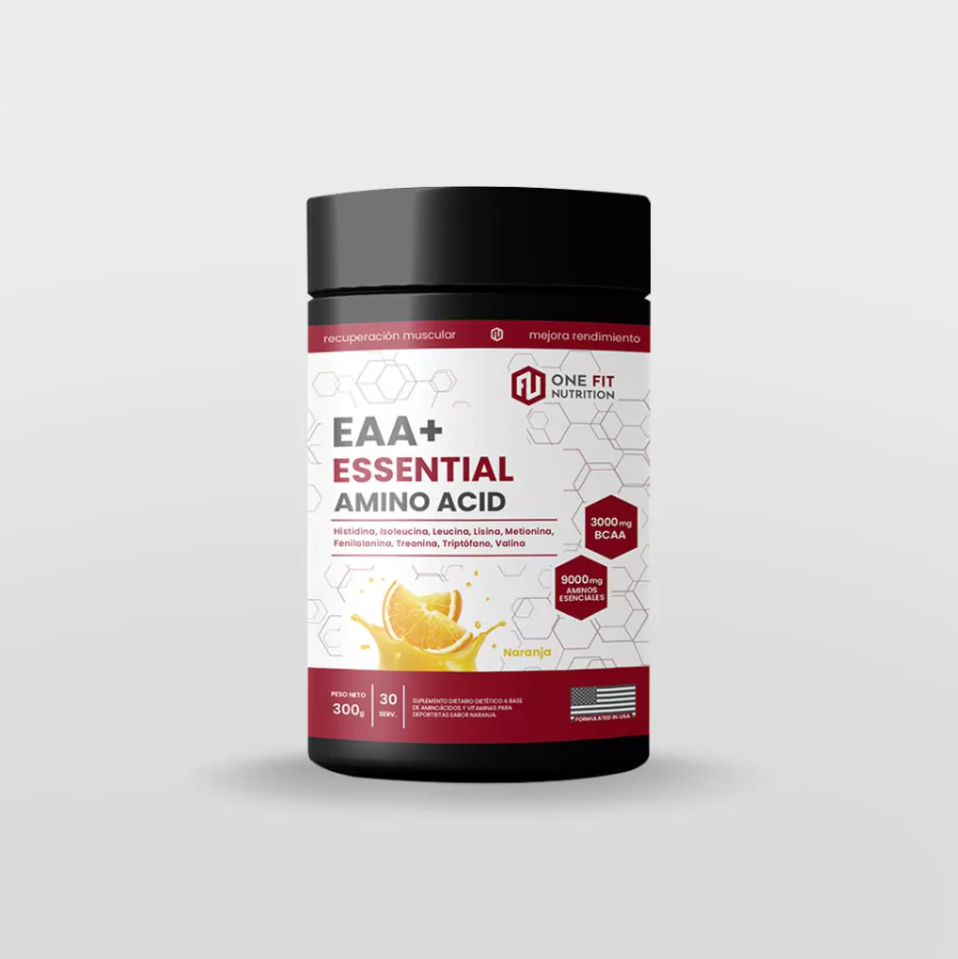 recuperación muscular
mejora rendimiento
ONE FIT
NUTRITION
EAA+
ESSENTIAL
AMINO ACID
Histidina, Isoleucina, Leucina, Lisina, Metionina,
Fenilalanina, Treonina, Triptófano, Valina
3000mg
BCAA
9000mg
AMINOS
ESENCIALES
Naranja
PESO NETO
300g
30
SERV.
SUPLEMENTO DIETARIO DIETÉTICO A BASE
DE AMINOÁCIDOS Y VITAMINAS PARA
DEPORTISTAS SABOR NARANJA.
FORMULATED IN USA